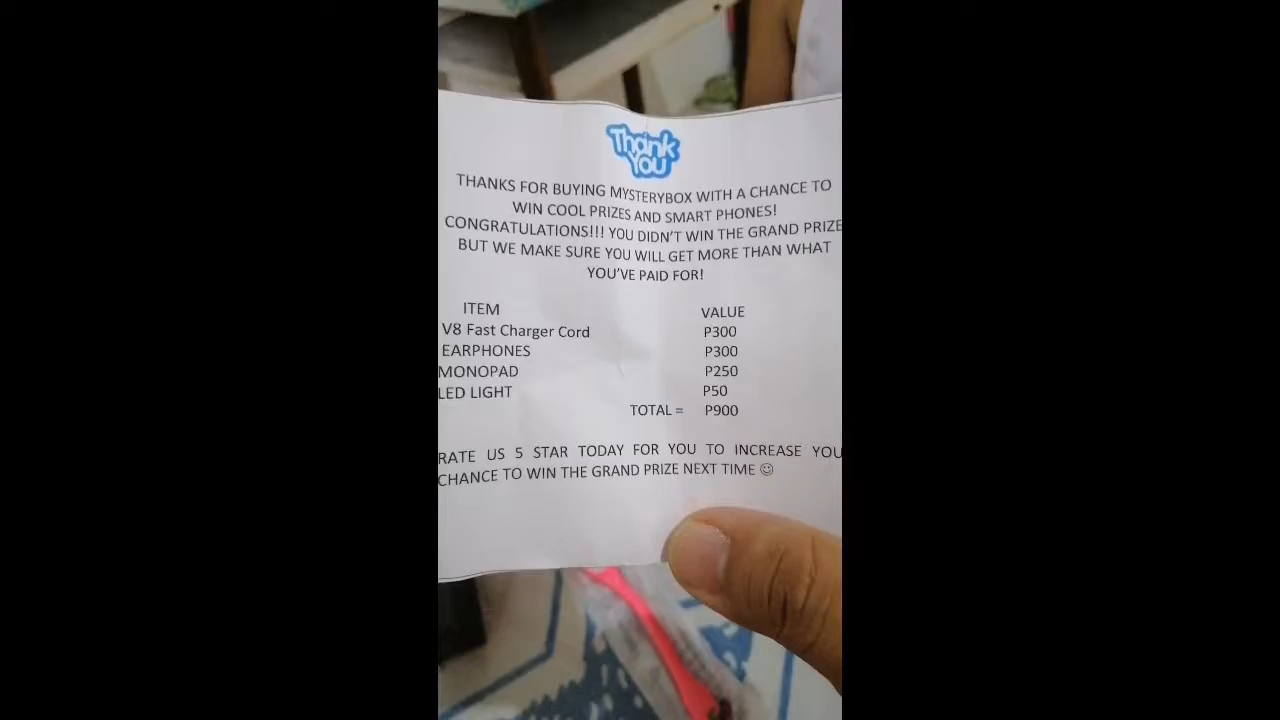 Thank
You
THANKS FOR BUYING MYSTERYBOX WITH A CHANCE TO
WIN COOL PRIZES AND SMART PHONES!
CONGRATULATIONS!!! YOU DIDN'T WIN THE GRAND PRIZE
BUT WE MAKE SURE YOU WILL GET MORE THAN WHAT
YOU'VE PAID FOR!
ITEM VALUE
V8 Fast Charger Cord P300
EARPHONES P300
MONOPAD P250
LED LIGHT P50
TOTAL = P900
RATE US 5 STAR TODAY FOR YOU TO INCREASE YOU
CHANCE TO WIN THE GRAND PRIZE NEXT TIME ☺